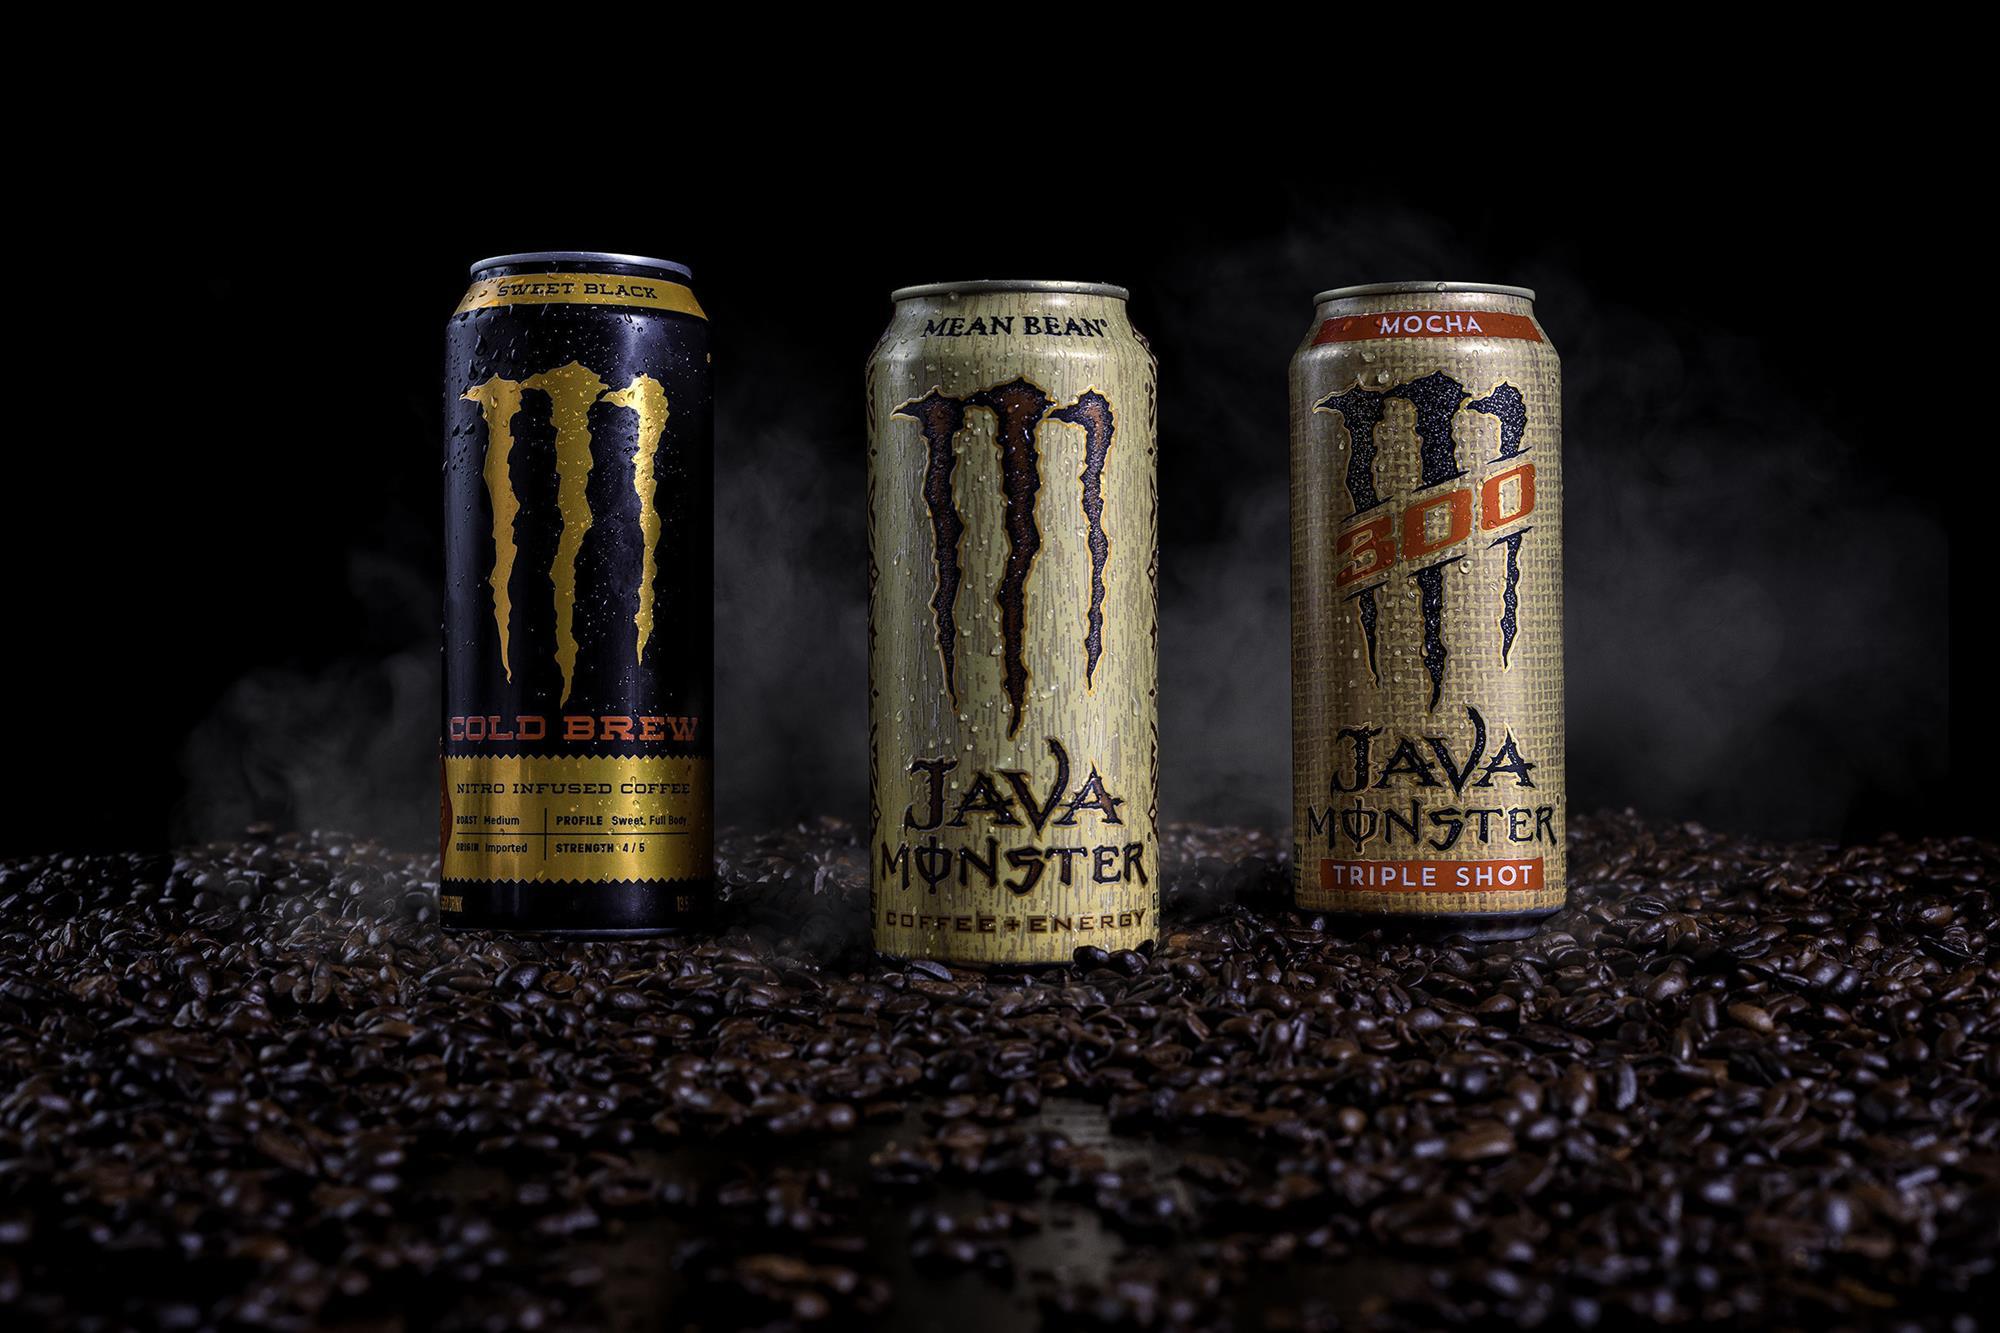 SWEET BLACK
COLD BREW
NITRO INFUSED COFFEE
ROAST Medium
PROFILE Sweet, Full Body
ORIGIN Imported
STRENGTH 4 / 5
MEAN BEAN®
JAVA
MONSTER
COFFEE + ENERGY
MOCHA
300
JAVA
MONSTER®
TRIPLE SHOT